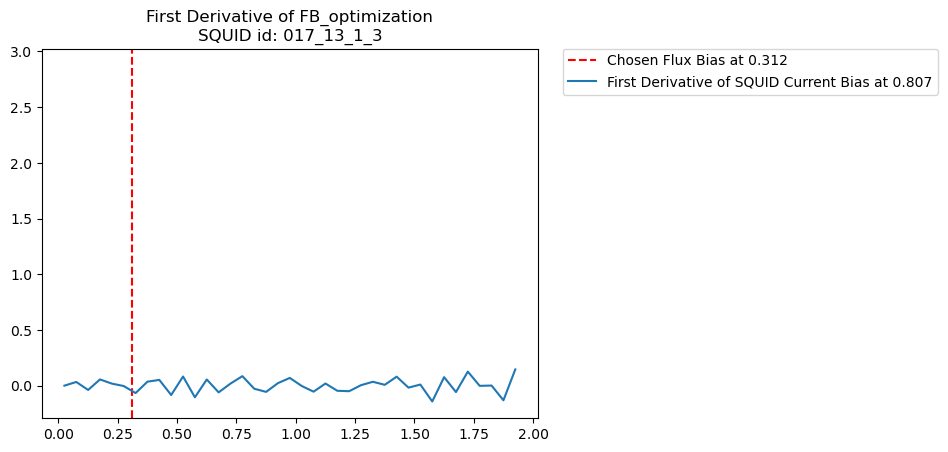 First Derivative of FB_optimization
SQUID id: 017_13_1_3
Chosen Flux Bias at 0.312
First Derivative of SQUID Current Bias at 0.807
3.0
2.5
2.0
1.5
1.0
0.5
0.0
0.00 0.25 0.50 0.75 1.00 1.25 1.50 1.75 2.00